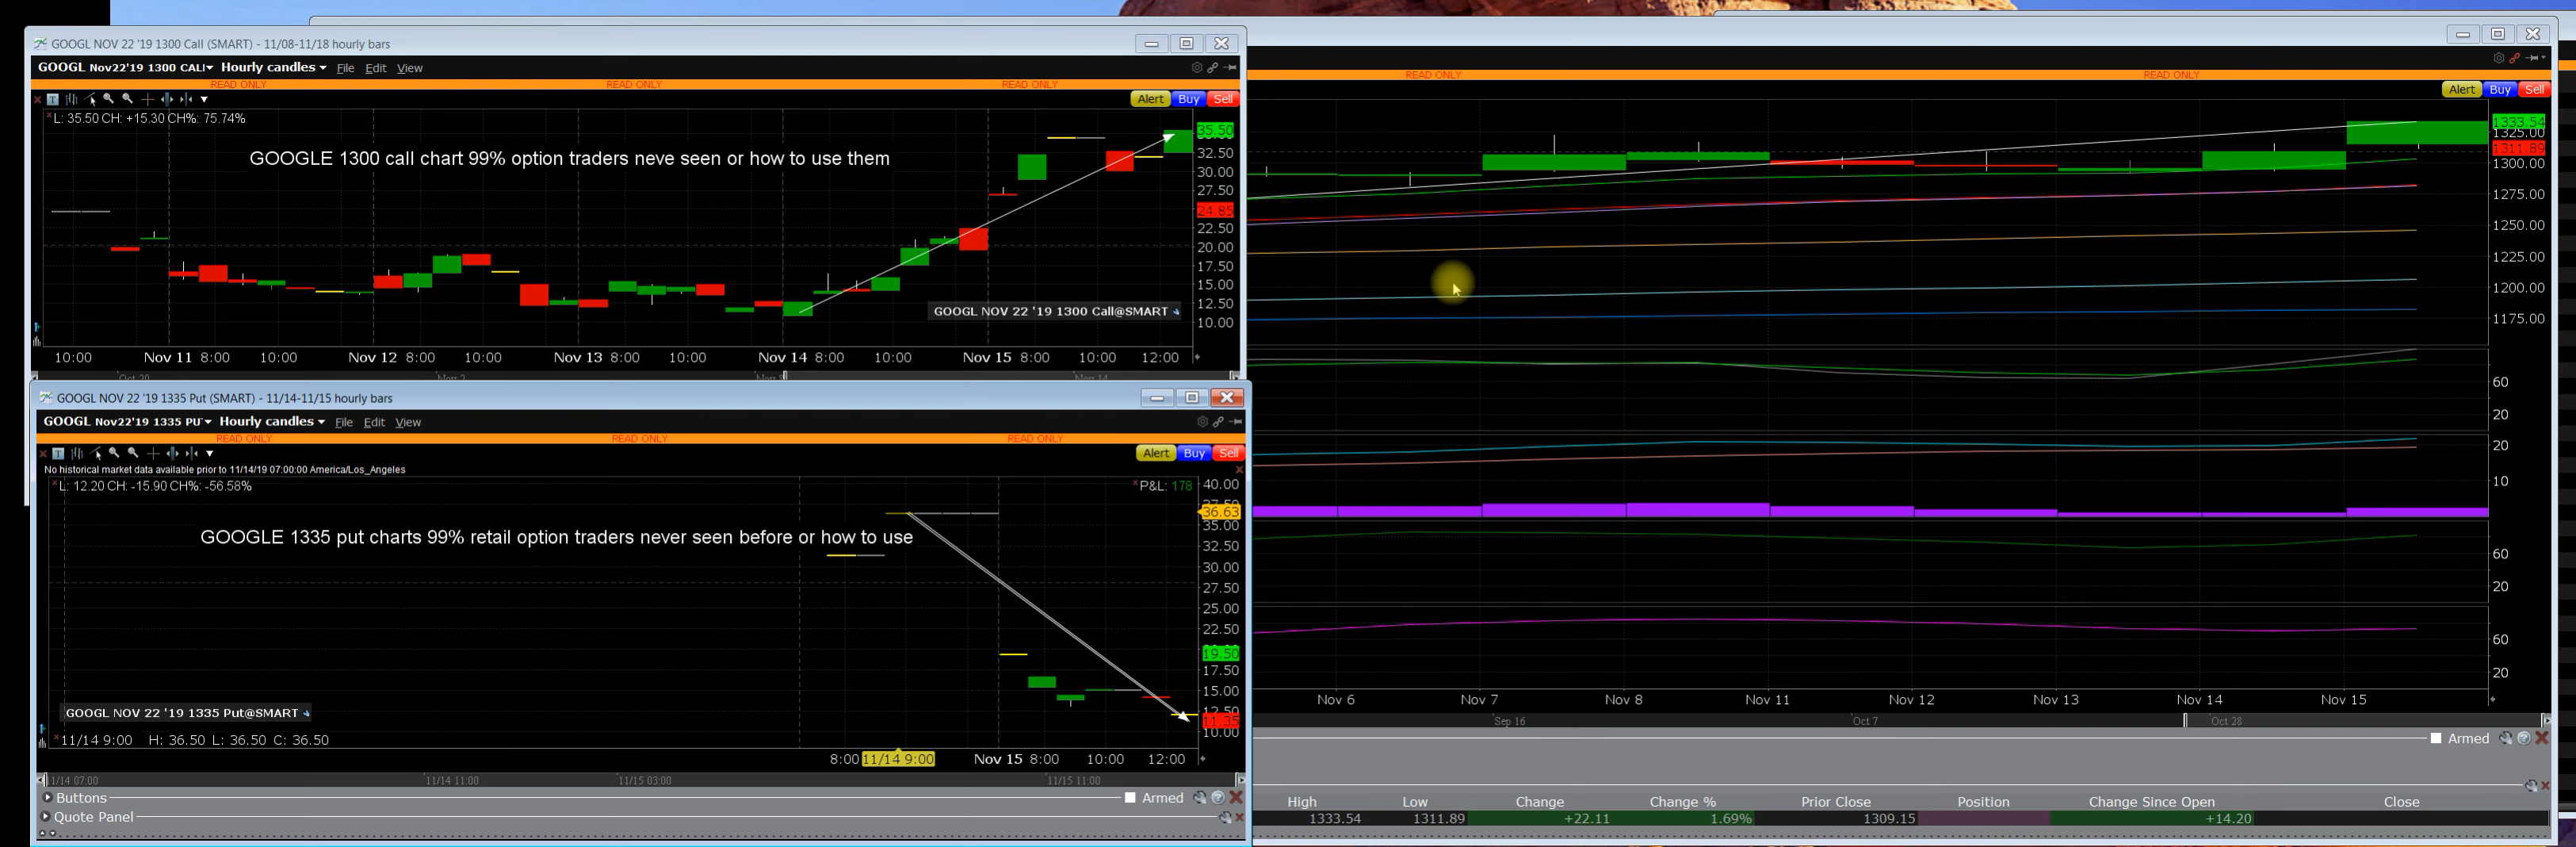 GOOGL NOV 22 '19 1300 Call (SMART) - 11/08-11/18 hourly bars
GOOGL Nov22'19 1300 CALL Hourly candles File Edit View
READ ONLY READ ONLY READ ONLY
Alert Buy Sell
L: 35.50 CH: +15.30 CH%: 75.74%
GOOGLE 1300 call chart 99% option traders neve seen or how to use them
35.50
32.50
30.00
27.50
24.85
22.50
20.00
17.50
15.00
12.50
10.00
GOOGL NOV 22 '19 1300 Call@SMART
10:00 Nov 11 8:00 10:00 Nov 12 8:00 10:00 Nov 13 8:00 10:00 Nov 14 8:00 10:00 Nov 15 8:00 10:00 12:00
GOOGL NOV 22 '19 1335 Put (SMART) - 11/14-11/15 hourly bars
GOOGL Nov22'19 1335 PU Hourly candles File Edit View
READ ONLY READ ONLY READ ONLY
Alert Buy Sell
No historical market data available prior to 11/14/19 07:00:00 America/Los_Angeles
L: 12.20 CH: -15.90 CH%: -56.58%
P&L: 178
GOOGLE 1335 put charts 99% retail option traders never seen before or how to use
40.00
37.50
36.63
35.00
32.50
30.00
27.50
25.00
22.50
19.50
17.50
15.00
12.50
11.35
10.00
GOOGL NOV 22 '19 1335 Put@SMART
11/14 9:00 H: 36.50 L: 36.50 C: 36.50
8:00 11/14 9:00 Nov 15 8:00 10:00 12:00
11/14 07:00 11/14 11:00 11/15 03:00 11/15 11:00
Buttons Armed
Quote Panel
READ ONLY READ ONLY
Alert Buy Sell
1333.54
1325.00
1311.89
1300.00
1275.00
1250.00
1225.00
1200.00
1175.00
60
20
20
10
60
20
60
20
Nov 6 Nov 7 Nov 8 Nov 11 Nov 12 Nov 13 Nov 14 Nov 15
Sep 16 Oct 7 Oct 28
Armed
High Low Change Change % Prior Close Position Change Since Open Close
1333.54 1311.89 +22.11 1.69% 1309.15 +14.20